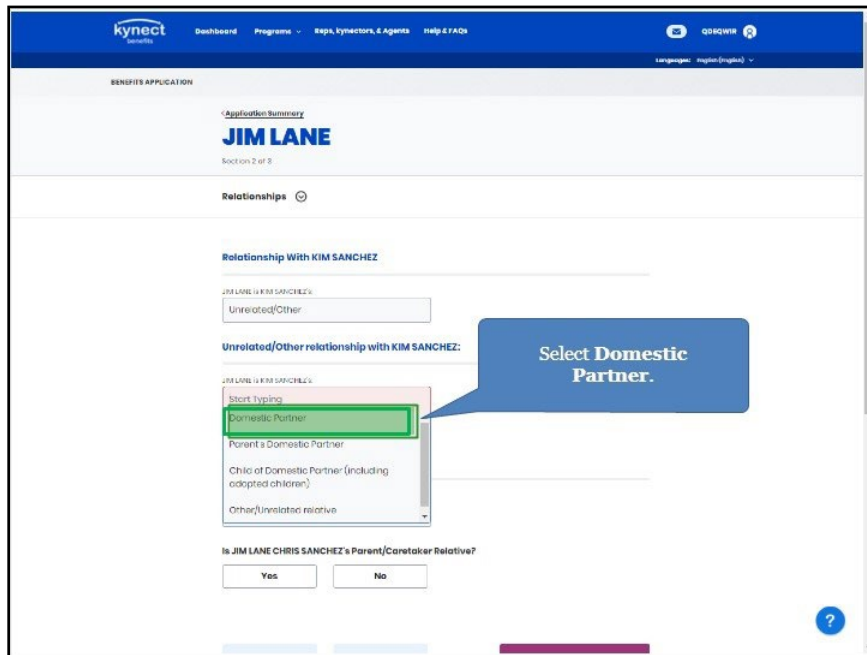 kynect
benefits
Dashboard Programs Reps, kynectors, & Agents Help & FAQs
QDEQWIR
Languages: English (English)
BENEFITS APPLICATION
<Application Summary
JIM LANE
Section 2 of 3
Relationships
Relationship With KIM SANCHEZ
JIM LANE is KIM SANCHEZ's:
Unrelated/Other
Unrelated/Other relationship with KIM SANCHEZ:
JIM LANE is KIM SANCHEZ's:
Start Typing
Domestic Partner
Parent's Domestic Partner
Child of Domestic Partner (including
adopted children)
Other/Unrelated relative
Select Domestic
Partner.
Is JIM LANE CHRIS SANCHEZ's Parent/Caretaker Relative?
Yes No
?